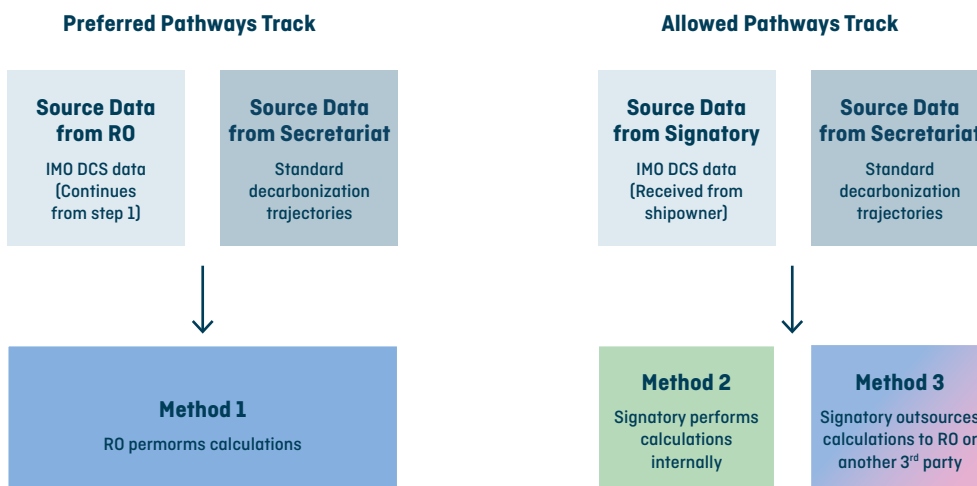 Preferred Pathways Track
Source Data
from RO
IMO DCS data
(Continues
from step 1)
Source Data
from Secretariat
Standard
decarbonization
trajectories
Method 1
RO permorms calculations
Allowed Pathways Track
Source Data
from Signatory
IMO DCS data
(Received from
shipowner)
Source Data
from Secretariat
Standard
decarbonization
trajectories
Method 2
Signatory performs
calculations
internally
Method 3
Signatory outsources
calculations to RO or
another 3rd party